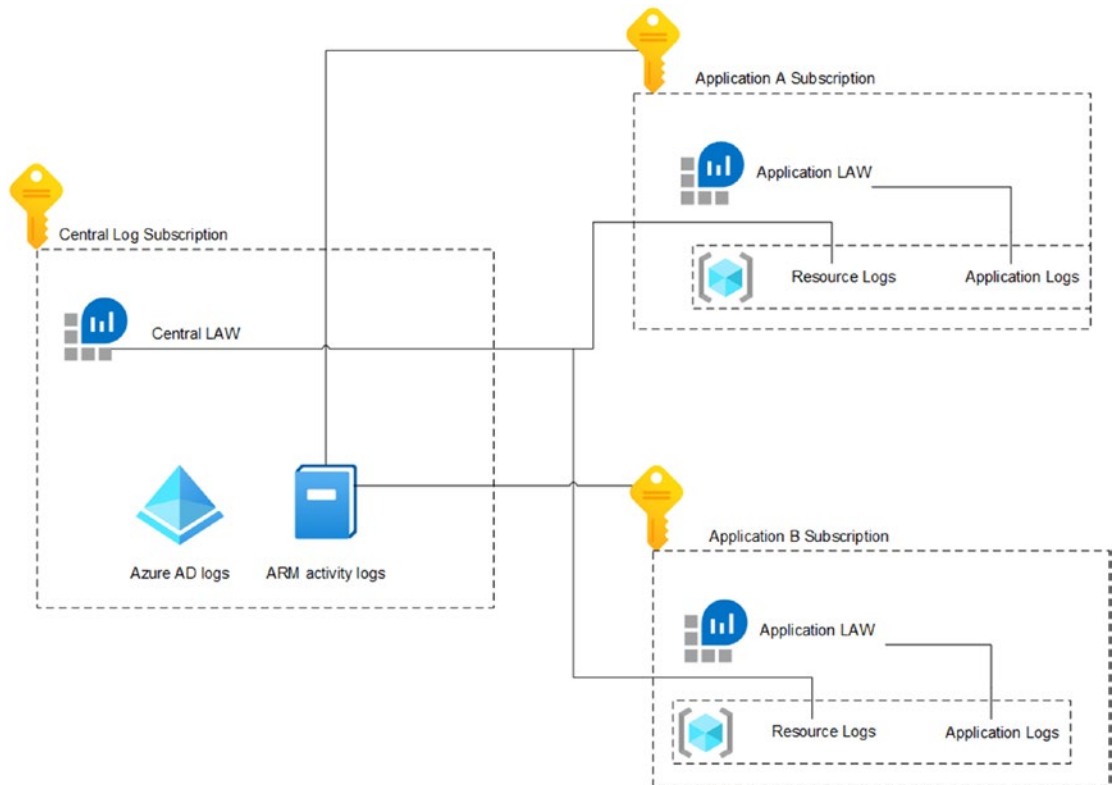 Application A Subscription
Application LAW
Resource Logs
Application Logs
Central Log Subscription
Central LAW
Azure AD logs
ARM activity logs
Application B Subscription
Application LAW
Resource Logs
Application Logs